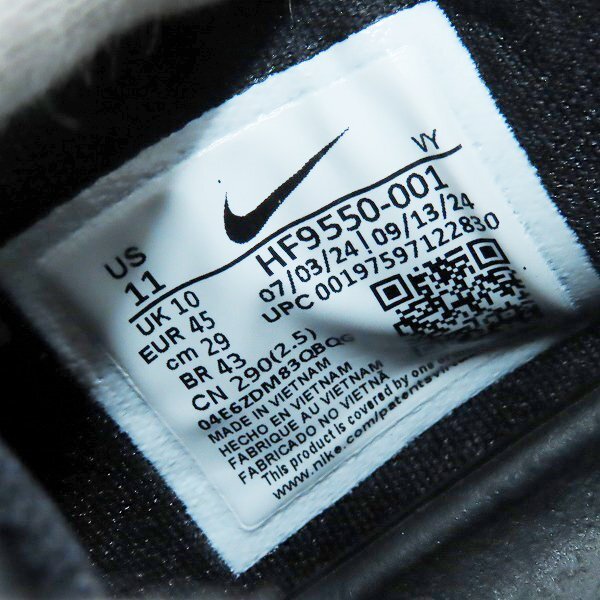 VY
US
11
HF9550-001
07/03/24 | 09/13/24
UPC 00197597122830
UK 10
EUR 45
cm 29
BR 43
CN 290(2.5)
04E6ZDM83QBQG
MADE IN VIETNAM
HECHO EN VIETNAM
FABRIQUE AU VIETNAM
FABRICADO NO VIETNÃ
This product is covered by one
www.nike.com/patents